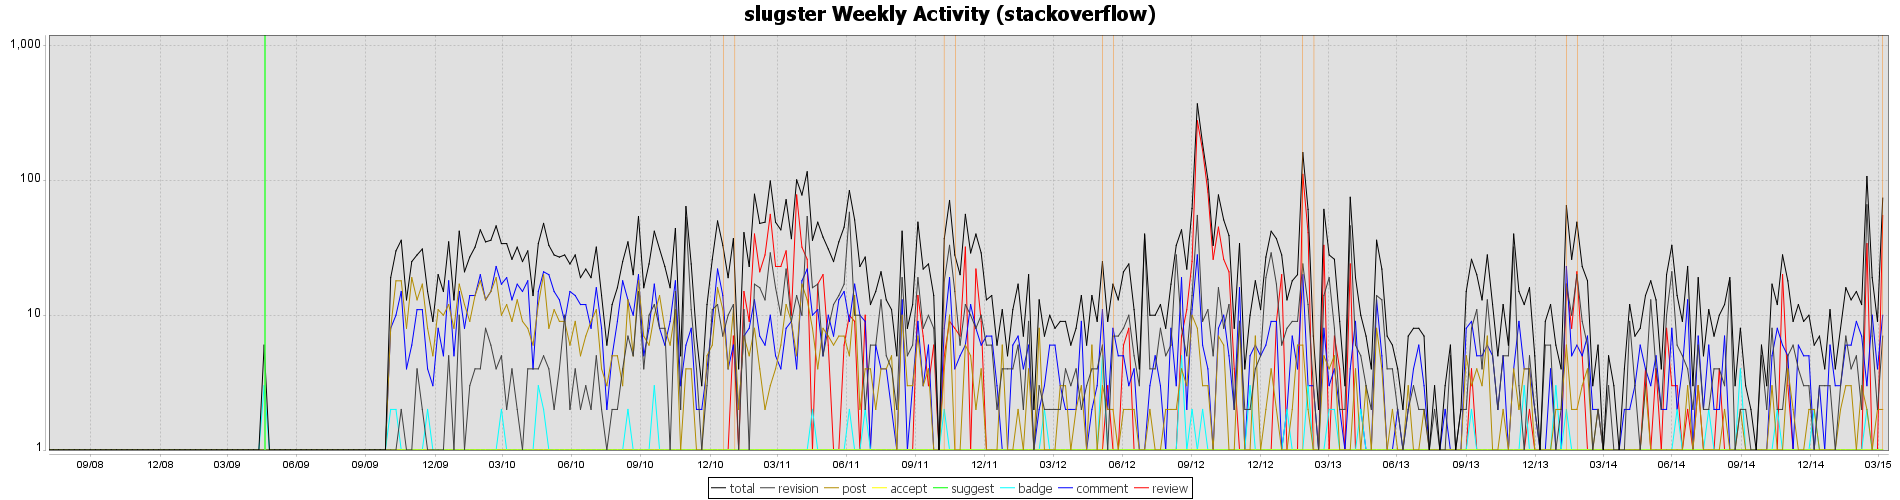 slugster Weekly Activity (stackoverflow)
1,000
100
10
1
09/08 12/08 03/09 06/09 09/09 12/09 03/10 06/10 09/10 12/10 03/11 06/11 09/11 12/11 03/12 06/12 09/12 12/12 03/13 06/13 09/13 12/13 03/14 06/14 09/14 12/14 03/15
total revision post accept suggest badge comment review